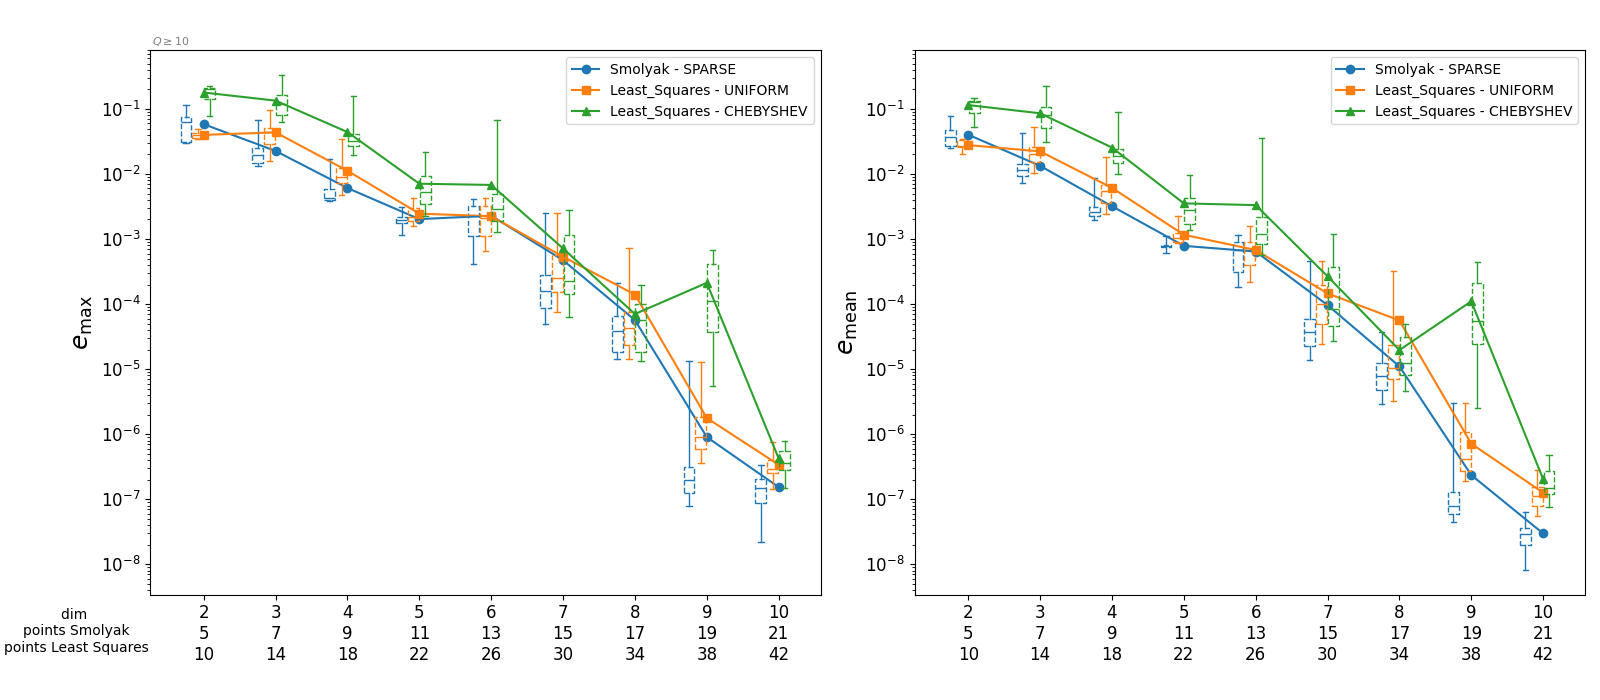 Q ≥ 10
Smolyak - SPARSE
Least_Squares - UNIFORM
Least_Squares - CHEBYSHEV
10⁻¹
10⁻²
10⁻³
10⁻⁴
10⁻⁵
10⁻⁶
10⁻⁷
10⁻⁸
e_max
dim
points Smolyak
points Least Squares
2 3 4 5 6 7 8 9 10
5 7 9 11 13 15 17 19 21
10 14 18 22 26 30 34 38 42
Smolyak - SPARSE
Least_Squares - UNIFORM
Least_Squares - CHEBYSHEV
10⁻¹
10⁻²
10⁻³
10⁻⁴
10⁻⁵
10⁻⁶
10⁻⁷
10⁻⁸
e_mean
2 3 4 5 6 7 8 9 10
5 7 9 11 13 15 17 19 21
10 14 18 22 26 30 34 38 42